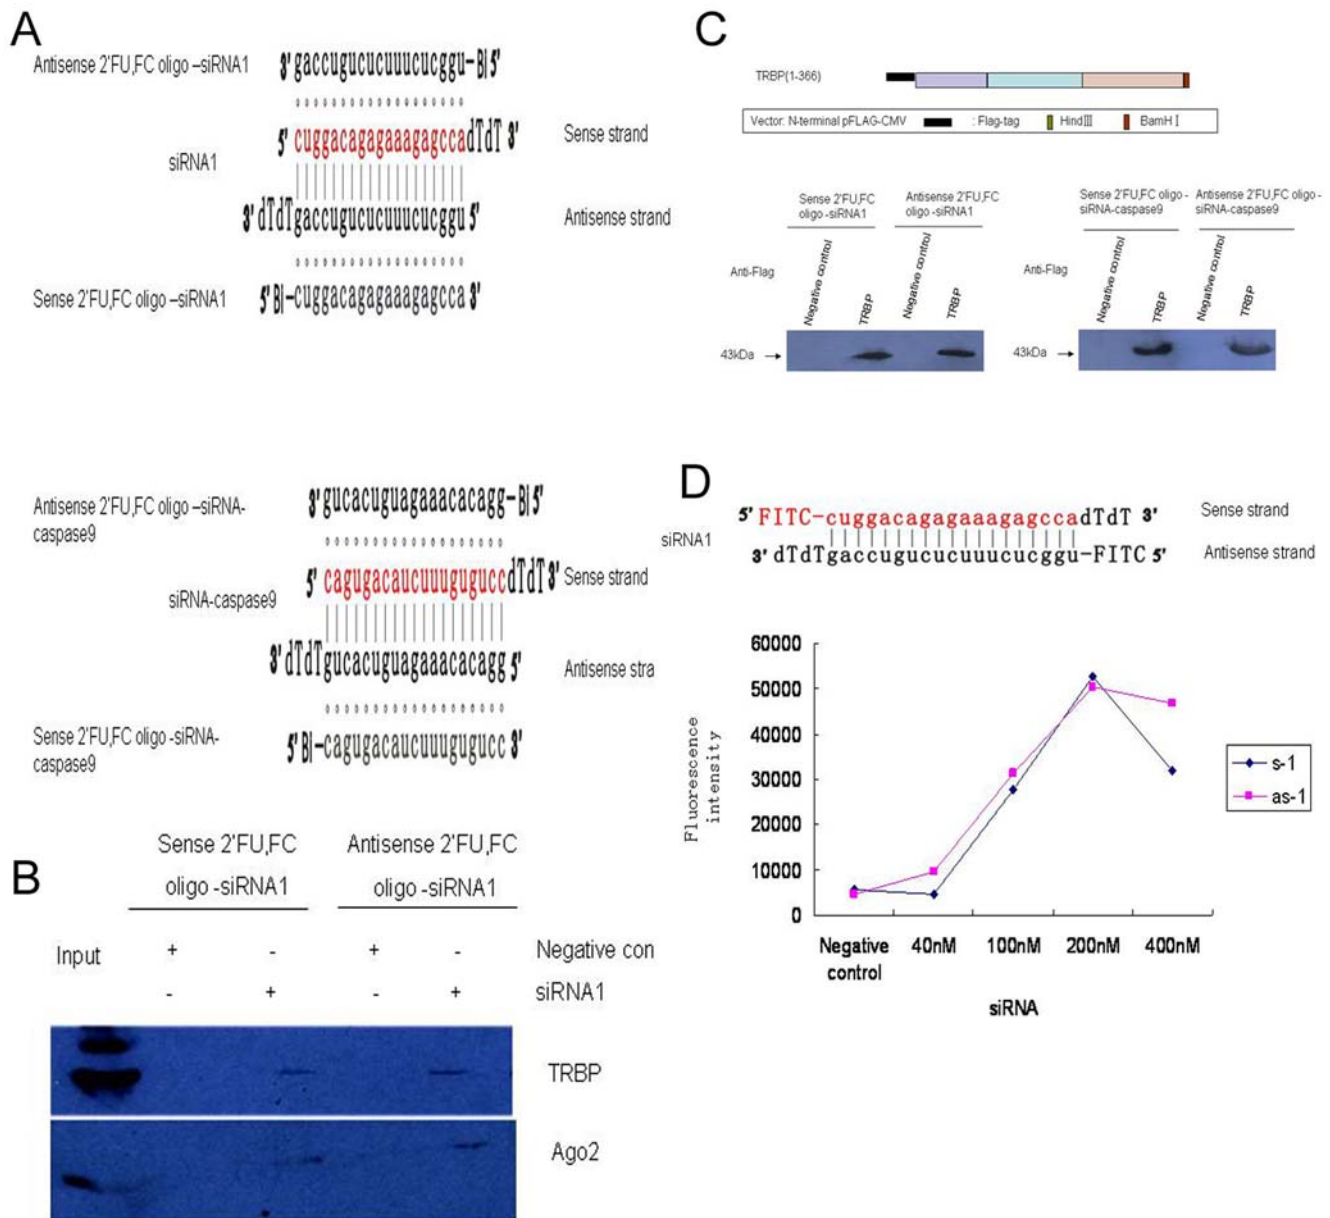 A
Antisense 2'FU,FC oligo –siRNA1
3' gaccugucucuuucucggu–Bi 5'
5' cuggacagagaaagagccadTdT 3'
Sense strand
siRNA1
3' dTdTgaccugucucuuucucggu 5'
Antisense strand
Sense 2'FU,FC oligo –siRNA1
5' Bi–cuggacagagaaagagcca 3'
Antisense 2'FU,FC oligo –siRNA-
caspase9
3' gucacuguagaaacacagg–Bi 5'
5' cagugacaucuuugugucc dTdT 3'
Sense strand
siRNA-caspase9
3' dTdTgucacuguagaaacacagg 5'
Antisense stra
Sense 2'FU,FC oligo -siRNA-
caspase9
5' Bi–cagugacaucuuugugucc 3'
B
Sense 2'FU,FC
oligo -siRNA1
Antisense 2'FU,FC
oligo -siRNA1
Input
+ - + - Negative con
- + - + siRNA1
TRBP
Ago2
C
TRBP(1-366)
Vector: N-terminal pFLAG-CMV : Flag-tag HindⅢ BamHⅠ
Sense 2'FU,FC
oligo -siRNA1
Antisense 2'FU,FC
oligo -siRNA1
Anti-Flag
Negative control
TRBP
Negative control
TRBP
43kDa
Sense 2'FU,FC oligo -
siRNA-caspase9
Antisense 2'FU,FC oligo -
siRNA-caspase9
Anti-Flag
Negative control
TRBP
Negative control
TRBP
43kDa
D
5' FITC–cuggacagagaaagagccadTdT 3'
Sense strand
siRNA1
3' dTdTgaccugucucuuucucggu–FITC 5'
Antisense strand
60000
50000
40000
30000
20000
10000
0
Fluorescence
intensity
Negative
control
40nM
100nM
200nM
400nM
siRNA
s-1
as-1